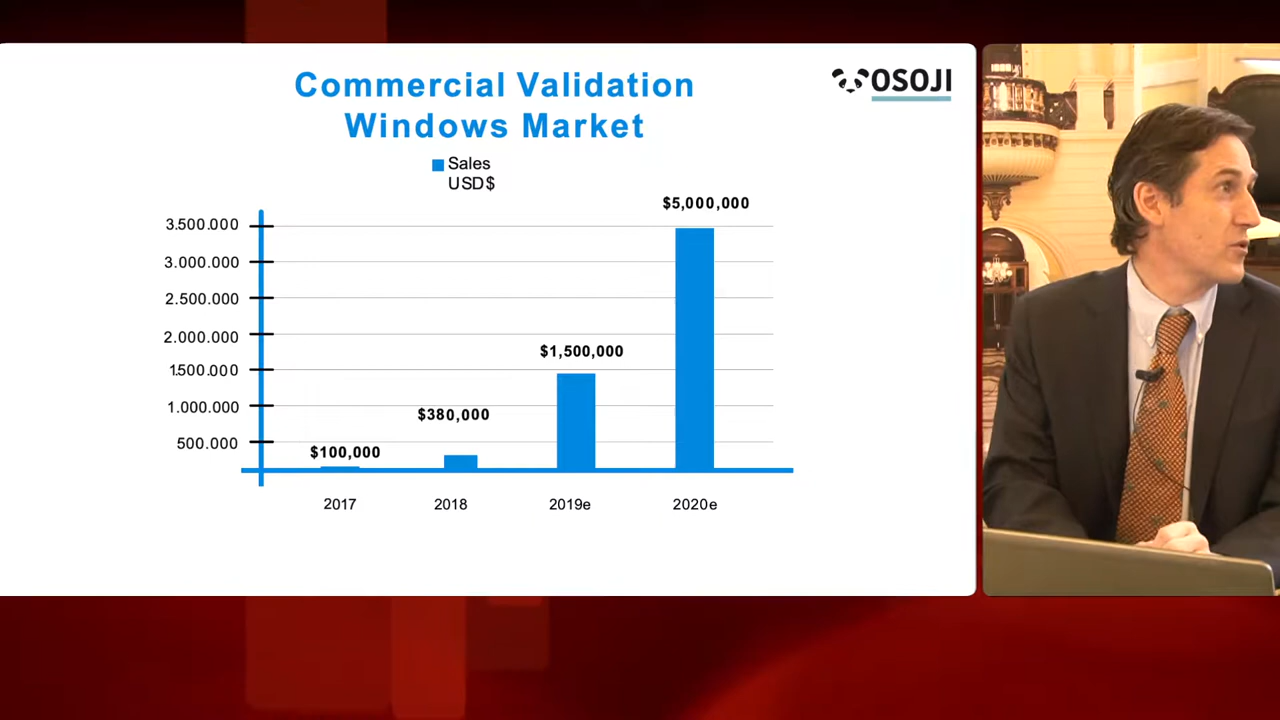 Commercial Validation
Windows Market
OSOJI
Sales
USD$
$5,000,000
3.500.000
3.000.000
2.500.000
2.000.000
$1,500,000
1.500.000
1.000.000
$380,000
500.000
$100,000
2017
2018
2019e
2020e